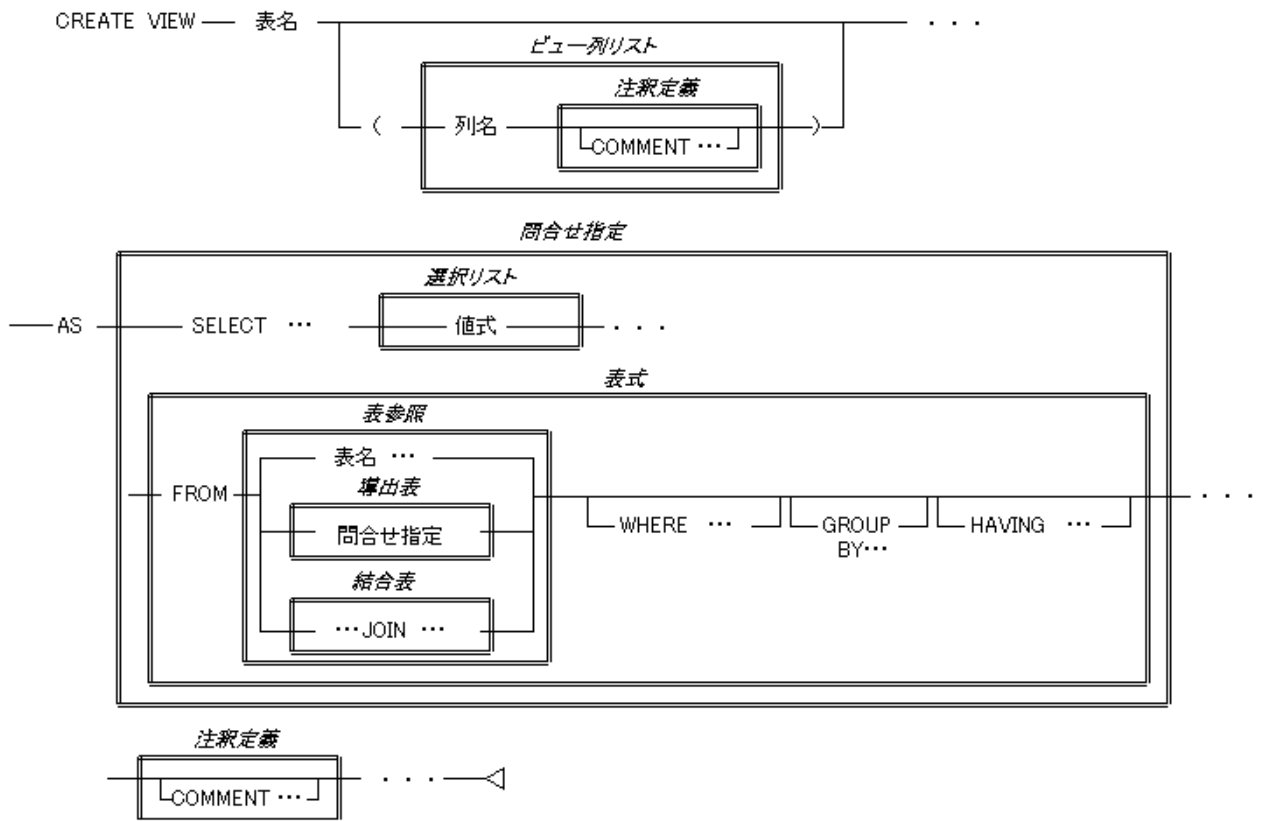 CREATE VIEW 表名 ・・・
ビュー列リスト
注釈定義
( 列名 )
COMMENT …
問合せ指定
選択リスト
AS SELECT … 値式 ・・・
表式
表参照
表名 …
導出表
FROM ・・・
WHERE … GROUP BY… HAVING …
問合せ指定
結合表
…JOIN …
注釈定義
・・・
COMMENT …